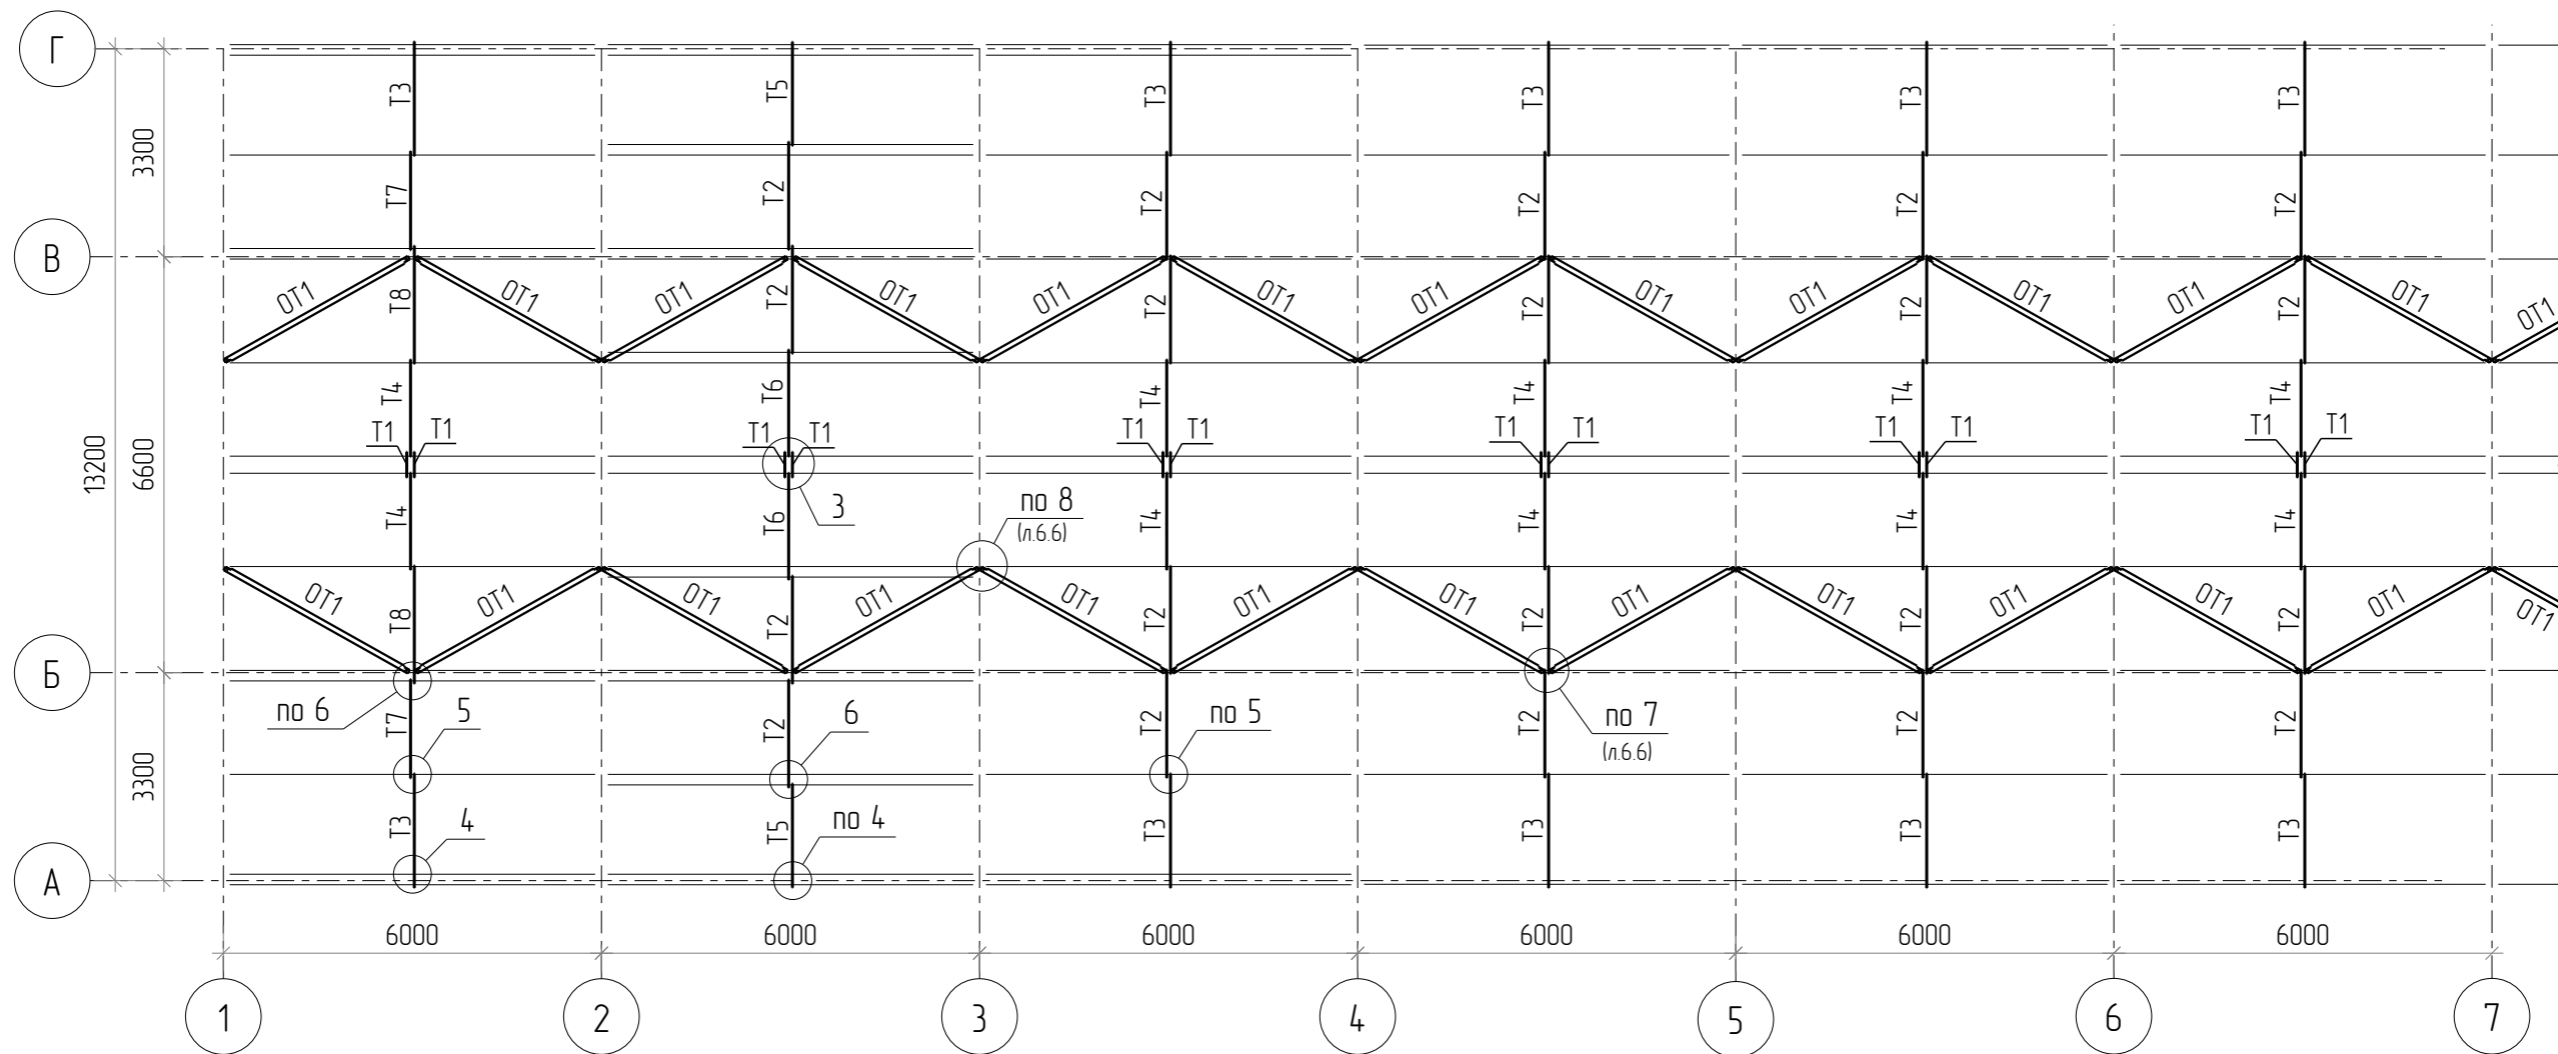 Г
Т3 Т5 Т3 Т3 Т3 Т3
3300
Т7 Т2 Т2 Т2 Т2 Т2
В
ОТ1 Т8 ОТ1 ОТ1 Т2 ОТ1 ОТ1 Т2 ОТ1 ОТ1 Т2 ОТ1 ОТ1 Т2 ОТ1 ОТ1 Т2 ОТ1 ОТ1
Т4 Т6 Т4 Т4 Т4 Т4
Т1 Т1 Т1 Т1 Т1 Т1 Т1 Т1 Т1 Т1 Т1 Т1
13200
6600
3
по 8
(л.6.6)
Т4 Т6 Т4 Т4 Т4 Т4
ОТ1 Т8 ОТ1 ОТ1 Т2 ОТ1 ОТ1 Т2 ОТ1 ОТ1 Т2 ОТ1 ОТ1 Т2 ОТ1 ОТ1 Т2 ОТ1 ОТ1
Б
по 6 5 6 по 5 по 7
(л.6.6)
Т7 Т2 Т2 Т2 Т2 Т2
3300
Т3 4 Т5 по 4 Т3 Т3 Т3 Т3
А
6000 6000 6000 6000 6000 6000
1 2 3 4 5 6 7